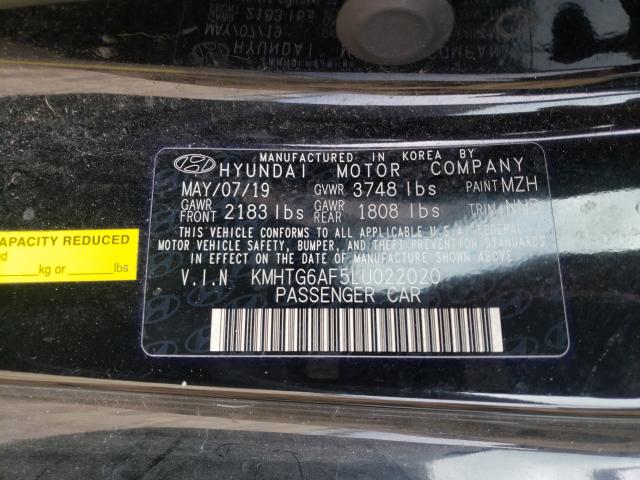 MANUFACTURED IN KOREA BY
HYUNDAI MOTOR COMPANY
MAY/07/19 GVWR 3748 lbs PAINT MZH
GAWR FRONT 2183 lbs GAWR REAR 1808 lbs TRIM NNB
THIS VEHICLE CONFORMS TO ALL APPLICABLE FEDERAL
MOTOR VEHICLE SAFETY, BUMPER, AND THEFT PREVENTION STANDARDS
IN EFFECT ON THE DATE OF MANUFACTURE SHOWN ABOVE.
V.I.N KMHTG6AF5LU022020
PASSENGER CAR
CAPACITY REDUCED
kg or lbs